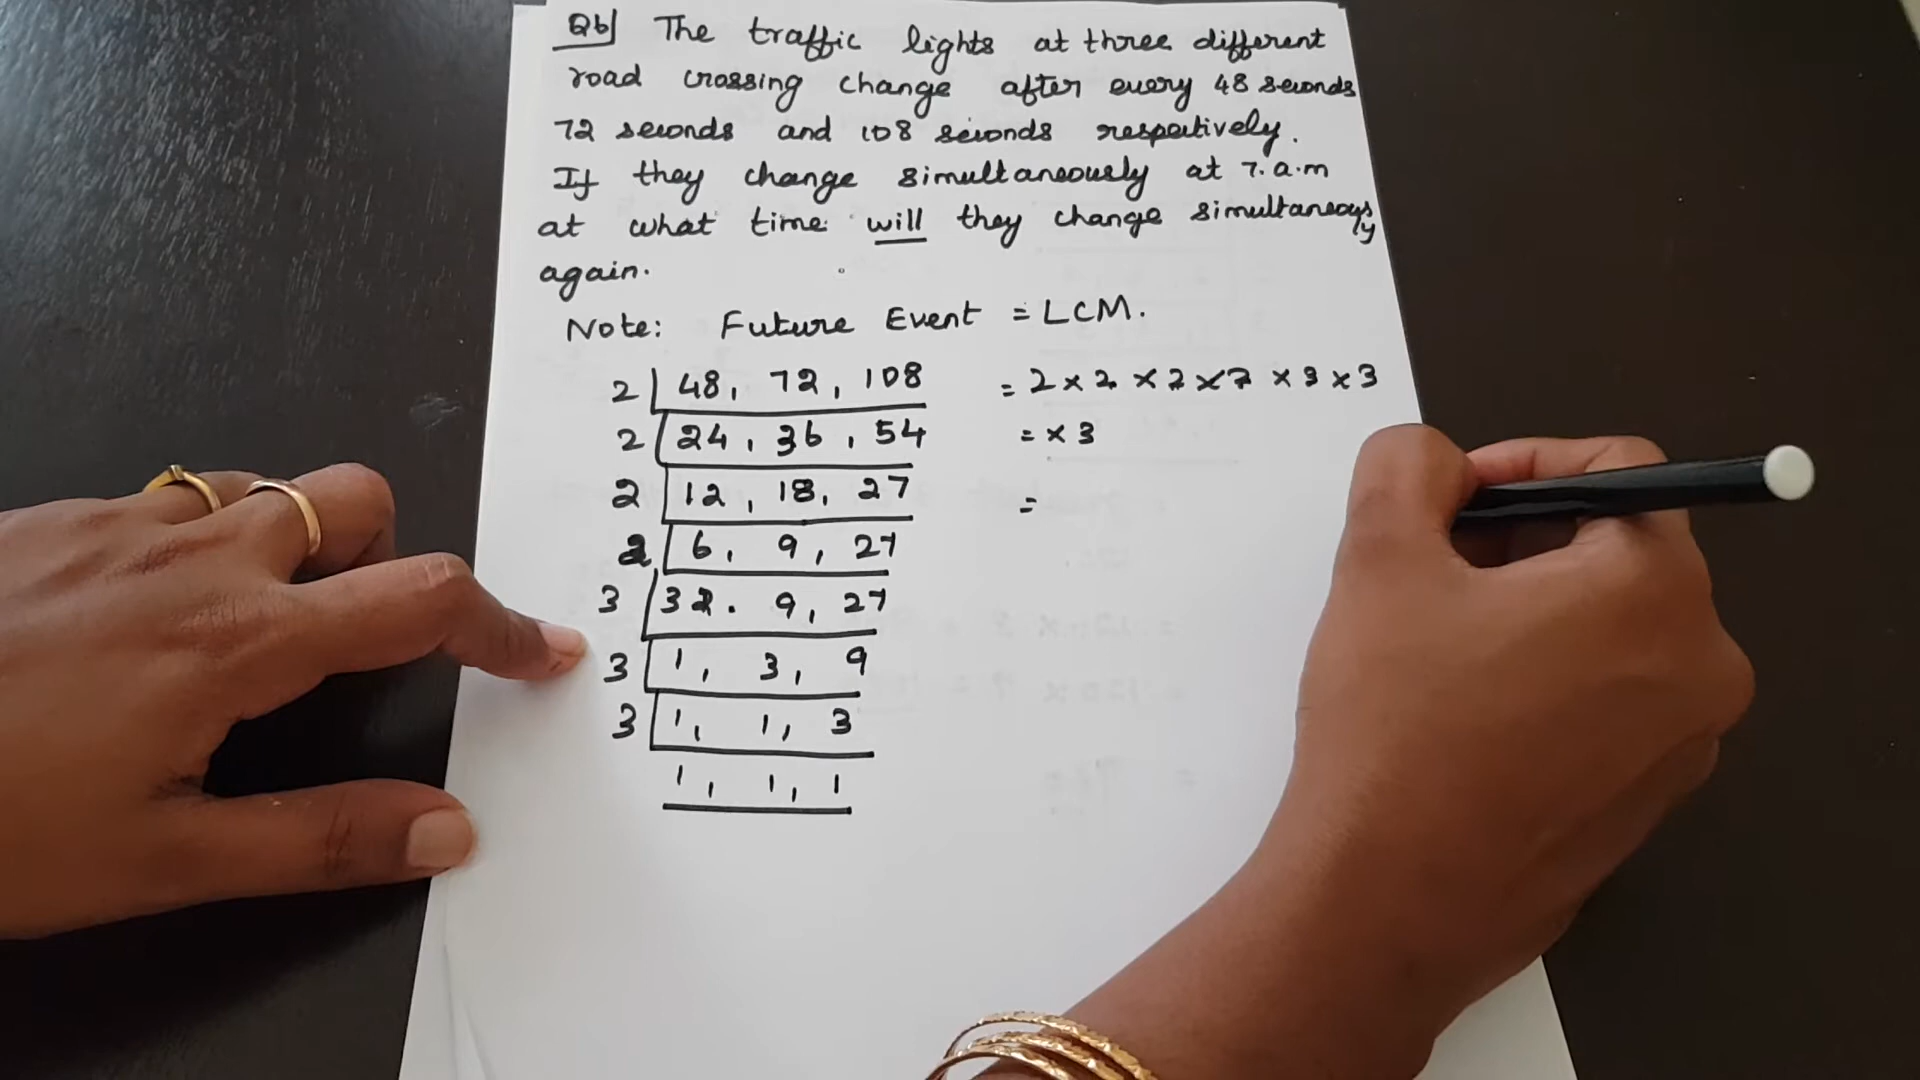 Q6| The traffic lights at three different
road crossing change after every 48 seconds
72 seconds and 108 seconds respectively.
If they change simultaneously at 7.a.m
at what time will they change simultaneously
again.
Note: Future Event = LCM.
2 | 48, 72, 108 = 2 × 2 × 2 × 2 × 3 × 3
2 | 24, 36, 54 = × 3
2 | 12, 18, 27 =
2 | 6, 9, 27
3 | 3 2. 9, 27
3 | 1, 3, 9
3 | 1, 1, 3
1, 1, 1